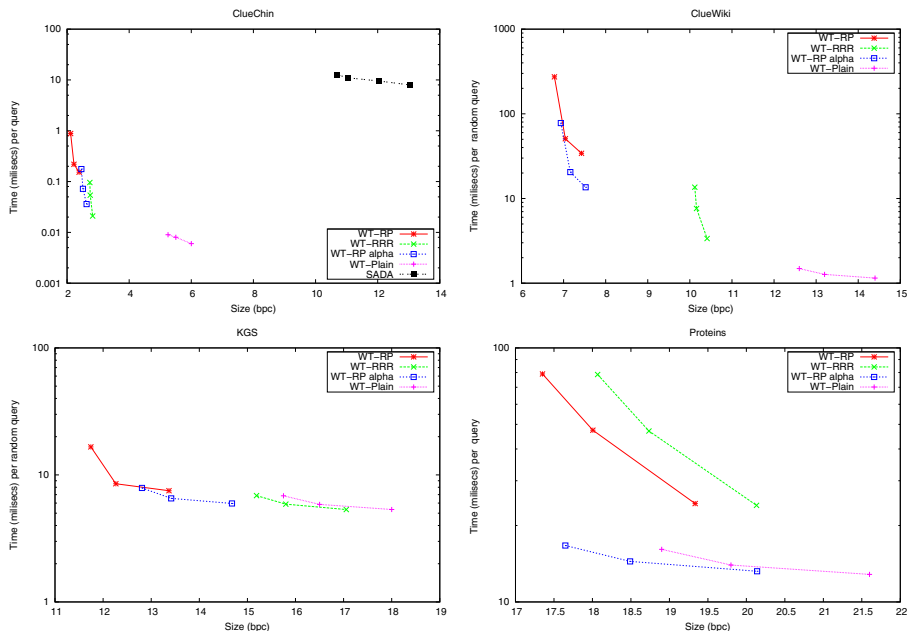 ClueChin
Time (milisecs) per query
100
10
1
0.1
0.01
0.001
2
4
6
8
10
12
14
Size (bpc)
WT-RP
WT-RRR
WT-RP alpha
WT-Plain
SADA
ClueWiki
Time (milisecs) per random query
1000
100
10
1
6
7
8
9
10
11
12
13
14
15
Size (bpc)
WT-RP
WT-RRR
WT-RP alpha
WT-Plain
KGS
Time (milisecs) per random query
100
10
1
11
12
13
14
15
16
17
18
19
Size (bpc)
WT-RP
WT-RRR
WT-RP alpha
WT-Plain
Proteins
Time (milisecs) per query
100
10
17
17.5
18
18.5
19
19.5
20
20.5
21
21.5
22
Size (bpc)
WT-RP
WT-RRR
WT-RP alpha
WT-Plain